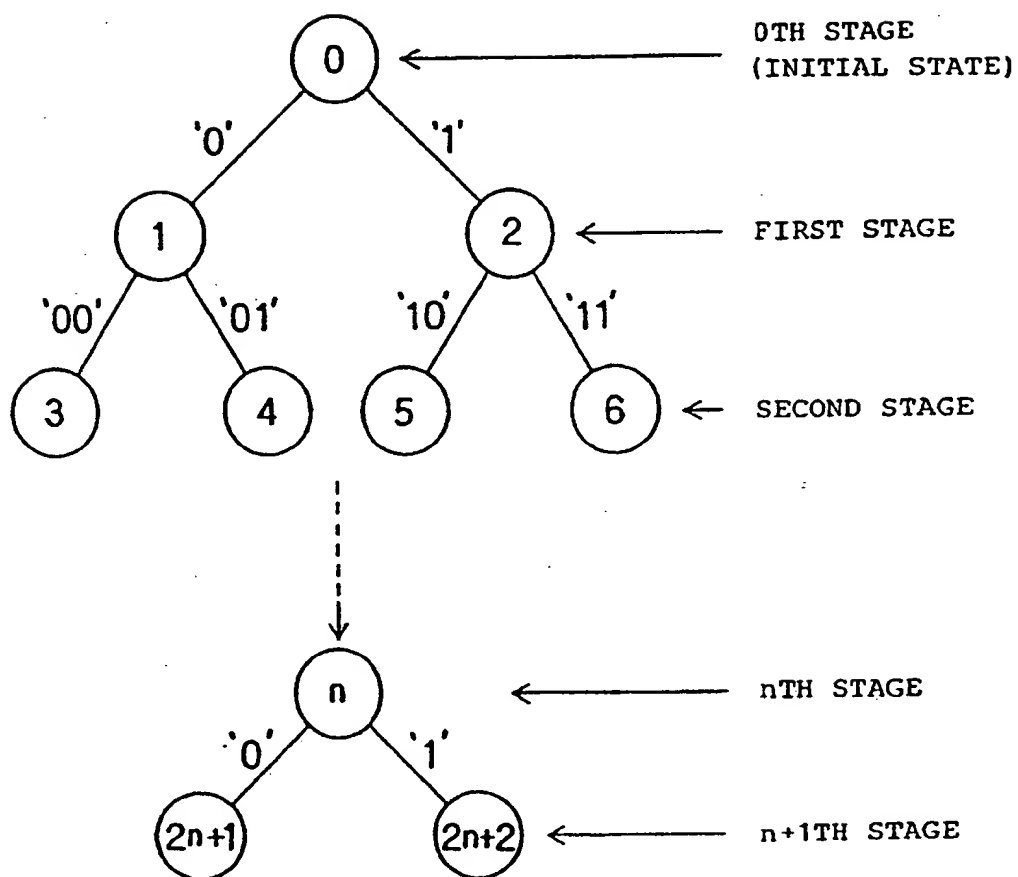 0
0TH STAGE
(INITIAL STATE)
'0'
'1'
1
2
FIRST STAGE
'00'
'01'
'10'
'11'
3
4
5
6
SECOND STAGE
n
nTH STAGE
'0'
'1'
2n+1
2n+2
n+1TH STAGE